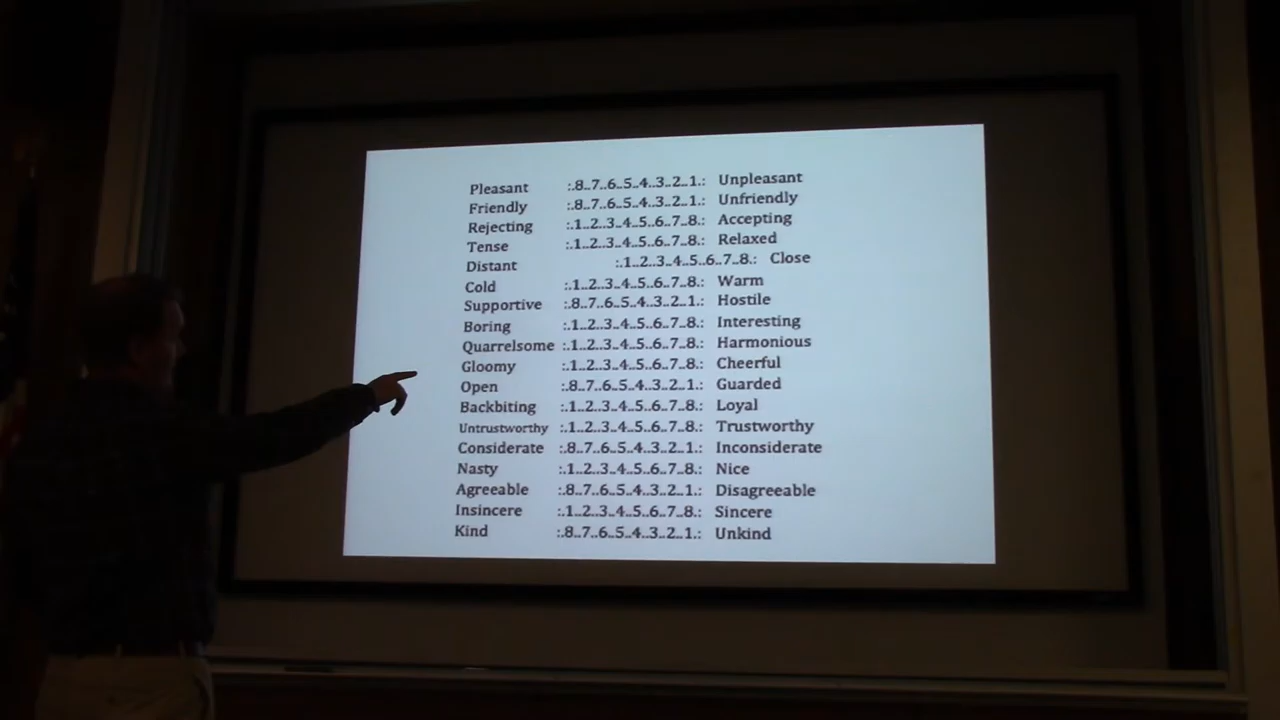 Pleasant :.8..7..6..5..4..3..2..1.: Unpleasant
Friendly :.8..7..6..5..4..3..2..1.: Unfriendly
Rejecting :.1..2..3..4..5..6..7..8.: Accepting
Tense :.1..2..3..4..5..6..7..8.: Relaxed
Distant :.1..2..3..4..5..6..7..8.: Close
Cold :.1..2..3..4..5..6..7..8.: Warm
Supportive :.8..7..6..5..4..3..2..1.: Hostile
Boring :.1..2..3..4..5..6..7..8.: Interesting
Quarrelsome :.1..2..3..4..5..6..7..8.: Harmonious
Gloomy :.1..2..3..4..5..6..7..8.: Cheerful
Open :.8..7..6..5..4..3..2..1.: Guarded
Backbiting :.1..2..3..4..5..6..7..8.: Loyal
Untrustworthy :.1..2..3..4..5..6..7..8.: Trustworthy
Considerate :.8..7..6..5..4..3..2..1.: Inconsiderate
Nasty :.1..2..3..4..5..6..7..8.: Nice
Agreeable :.8..7..6..5..4..3..2..1.: Disagreeable
Insincere :.1..2..3..4..5..6..7..8.: Sincere
Kind :.8..7..6..5..4..3..2..1.: Unkind